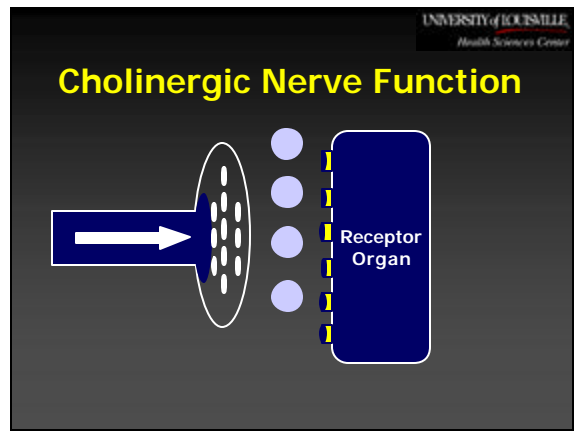 UNIVERSITY of LOUISVILLE
Health Sciences Center
Cholinergic Nerve Function
Receptor
Organ